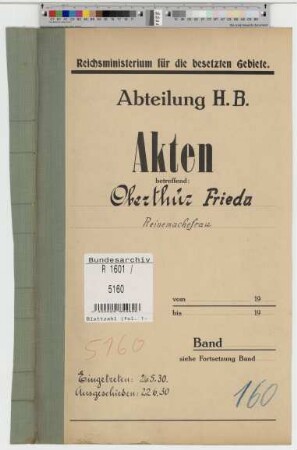 Reichsministerium für die besetzten Gebiete.
Abteilung H.B.
Akten
betreffend:
Oberthür Frieda
Reinemachefrau
Bundesarchiv
R 1601 /
5160
vom 19
bis 19
Band
siehe Fortsetzung Band
5160
Eingetreten: 26.5.30.
Ausgeschieden: 22.6.30
160